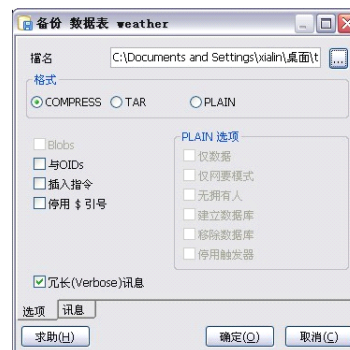 备份 数据表 weather
档名 C:\Documents and Settings\xialin\桌面\t ...
格式
COMPRESS TAR PLAIN
Blobs
与OIDs
插入指令
停用 $ 引号
PLAIN 选项
仅数据
仅网要模式
无拥有人
建立数据库
移除数据库
停用触发器
冗长(Verbose)讯息
选项 讯息
求助(H) 确定(O) 取消(C)